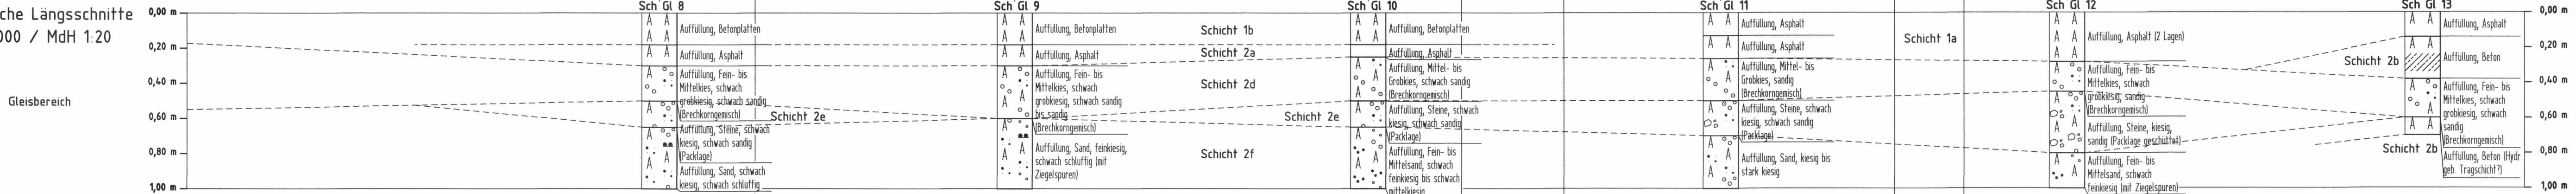 che Längsschnitte
000 / MdH 1:20
Gleisbereich
0,00 m
0,20 m
0,40 m
0,60 m
0,80 m
1,00 m
Sch Gl 8
A A
Auffüllung, Betonplatten
Auffüllung, Asphalt
Auffüllung, Fein- bis
Mittelkies, schwach
grobkiesig, schwach sandig
(Brechkorngemisch)
Auffüllung, Steine, schwach
kiesig, schwach sandig
(Packlage)
Auffüllung, Sand, schwach
kiesig, schwach schluffig
Schicht 2e
Sch Gl 9
Auffüllung, Betonplatten
Auffüllung, Asphalt
Auffüllung, Fein- bis
Mittelkies, schwach
grobkiesig, schwach sandig
bis sandig
(Brechkorngemisch)
Auffüllung, Sand, feinkiesig,
schwach schluffig (mit
Ziegelspuren)
Schicht 1b
Schicht 2a
Schicht 2d
Schicht 2e
Schicht 2f
Sch Gl 10
Auffüllung, Betonplatten
Auffüllung, Asphalt
Auffüllung, Mittel- bis
Grobkies, schwach sandig
(Brechkorngemisch)
Auffüllung, Steine, schwach
kiesig, schwach sandig
(Packlage)
Auffüllung, Fein- bis
Mittelsand, schwach
feinkiesig bis schwach
mittelkiesig
Sch Gl 11
Auffüllung, Asphalt
Auffüllung, Asphalt
Auffüllung, Mittel- bis
Grobkies, sandig
(Brechkorngemisch)
Auffüllung, Steine, schwach
kiesig, schwach sandig
(Packlage)
Auffüllung, Sand, kiesig bis
stark kiesig
Schicht 1a
Sch Gl 12
Auffüllung, Asphalt (2 Lagen)
Auffüllung, Fein- bis
Mittelkies, schwach
grobkiesig, sandig
(Brechkorngemisch)
Auffüllung, Steine, kiesig,
sandig (Packlage geschüttet)
Auffüllung, Fein- bis
Mittelsand, schwach
feinkiesig (mit Ziegelspuren)
Schicht 2b
Schicht 2b
Sch Gl 13
Auffüllung, Asphalt
Auffüllung, Beton
Auffüllung, Fein- bis
Mittelkies, schwach
grobkiesig, schwach
sandig
(Brechkorngemisch)
Auffüllung, Beton (Hydr
geb. Tragschicht?)
0,00 m
0,20 m
0,40 m
0,60 m
0,80 m
1,00 m